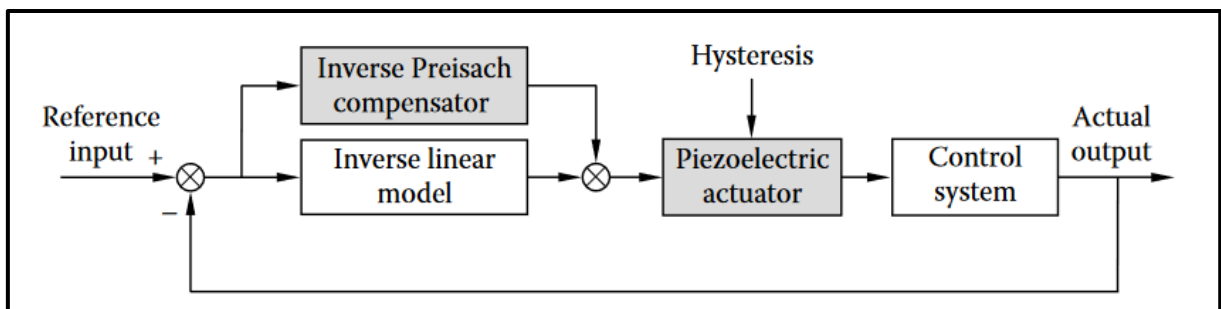 Inverse Preisach
compensator
Hysteresis
Reference
input
+
−
Inverse linear
model
Piezoelectric
actuator
Control
system
Actual
output